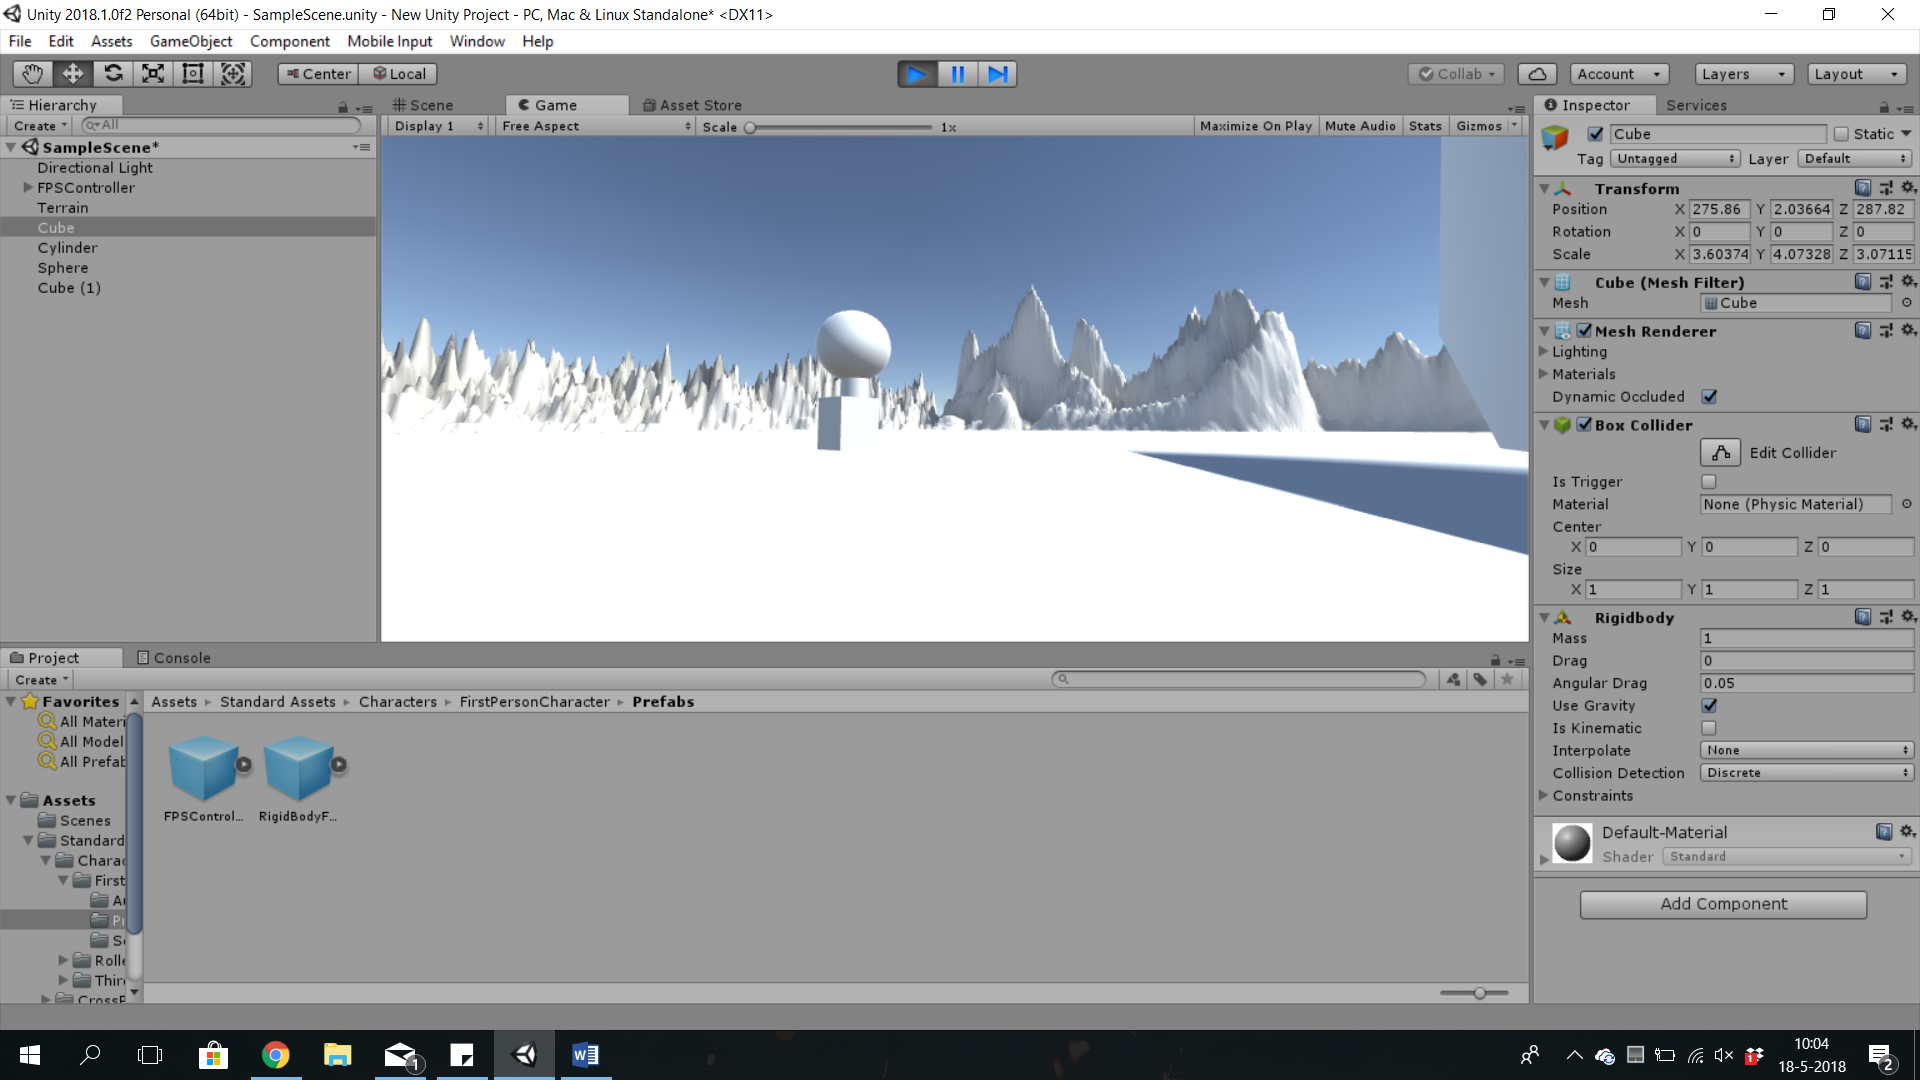 Unity 2018.1.0f2 Personal (64bit) - SampleScene.unity - New Unity Project - PC, Mac & Linux Standalone* <DX11>
File Edit Assets GameObject Component Mobile Input Window Help
Center Local Collab Account Layers Layout
Hierarchy
Create All
SampleScene*
Directional Light
FPSController
Terrain
Cube
Cylinder
Sphere
Cube (1)
Scene Game Asset Store
Display 1 Free Aspect Scale 1x Maximize On Play Mute Audio Stats Gizmos
Inspector Services
Cube Static
Tag Untagged Layer Default
Transform
Position X 275.86 Y 2.03664 Z 287.82
Rotation X 0 Y 0 Z 0
Scale X 3.60374 Y 4.07328 Z 3.07115
Cube (Mesh Filter)
Mesh Cube
Mesh Renderer
Lighting
Materials
Dynamic Occluded
Box Collider
Edit Collider
Is Trigger
Material None (Physic Material)
Center
X 0 Y 0 Z 0
Size
X 1 Y 1 Z 1
Rigidbody
Mass 1
Drag 0
Angular Drag 0.05
Use Gravity
Is Kinematic
Interpolate None
Collision Detection Discrete
Constraints
Default-Material
Shader Standard
Add Component
Project Console
Create
Favorites
All Materi
All Model
All Prefab
Assets
Scenes
Standard
Charac
First
Au
Pr
Sc
Rolle
Thir
CrossP
Assets Standard Assets Characters FirstPersonCharacter Prefabs
FPSControl... RigidBodyF...
1
1
10:04
18-5-2018
2